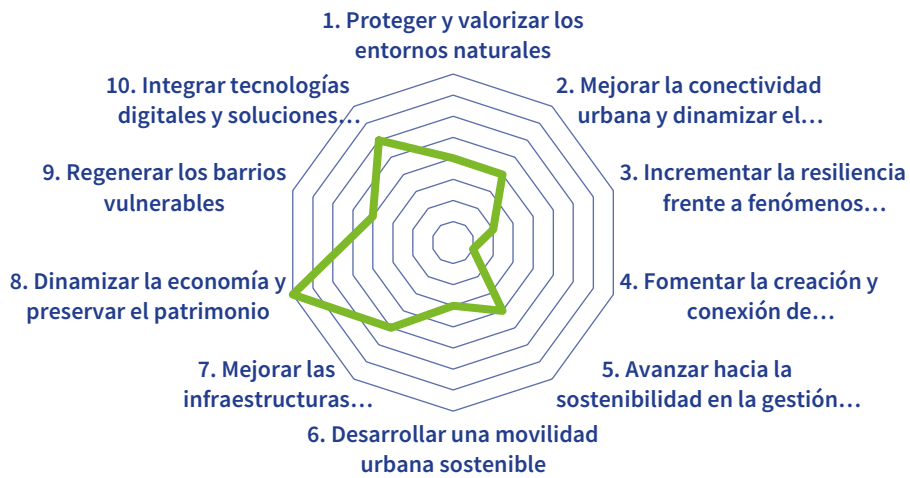 1. Proteger y valorizar los
entornos naturales
2. Mejorar la conectividad
urbana y dinamizar el...
3. Incrementar la resiliencia
frente a fenómenos...
4. Fomentar la creación y
conexión de...
5. Avanzar hacia la
sostenibilidad en la gestión...
6. Desarrollar una movilidad
urbana sostenible
7. Mejorar las
infraestructuras...
8. Dinamizar la economía y
preservar el patrimonio
9. Regenerar los barrios
vulnerables
10. Integrar tecnologías
digitales y soluciones...